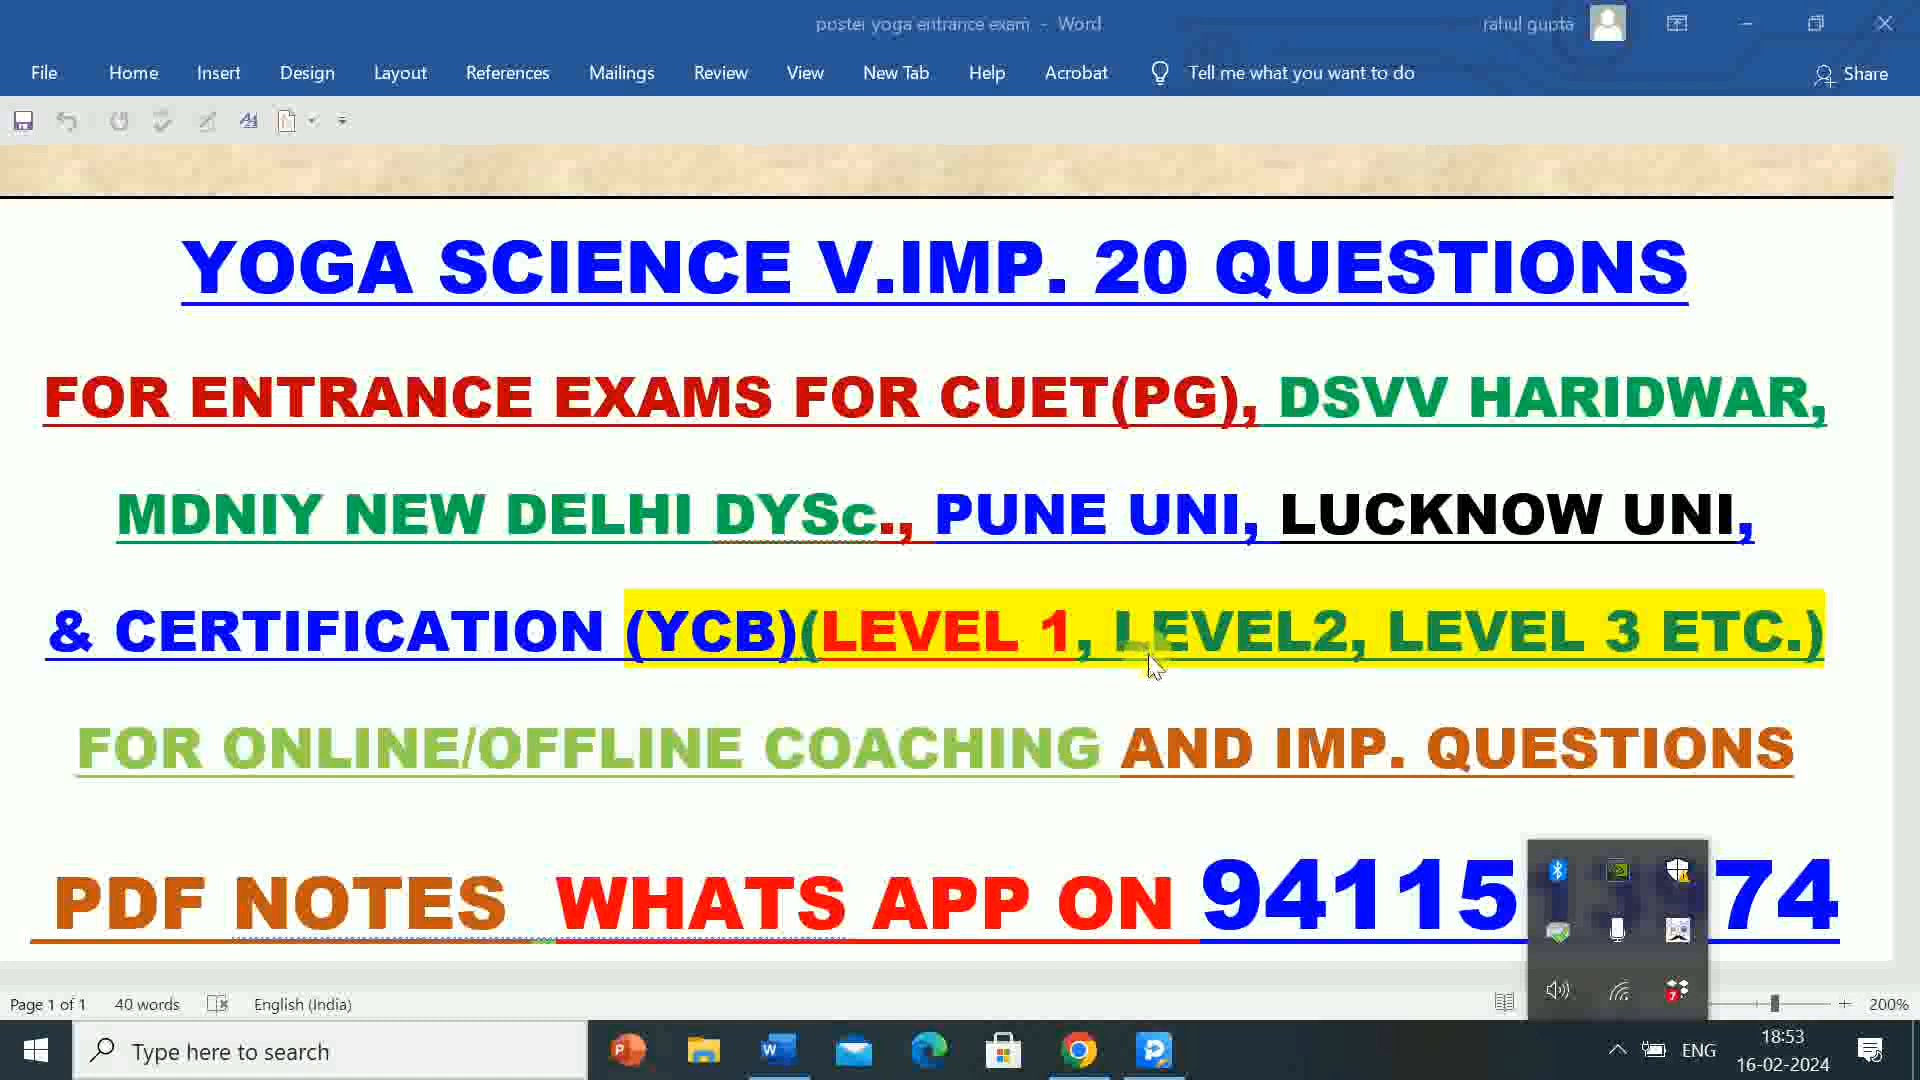 poster yoga entrance exam - Word
rahul gupta
File Home Insert Design Layout References Mailings Review View New Tab Help Acrobat Tell me what you want to do Share
YOGA SCIENCE V.IMP. 20 QUESTIONS
FOR ENTRANCE EXAMS FOR CUET(PG), DSVV HARIDWAR,
MDNIY NEW DELHI DYSc., PUNE UNI, LUCKNOW UNI,
& CERTIFICATION (YCB)(LEVEL 1, LEVEL2, LEVEL 3 ETC.)
FOR ONLINE/OFFLINE COACHING AND IMP. QUESTIONS
PDF NOTES WHATS APP ON 94115 74
Page 1 of 1 40 words English (India) 200%
Type here to search
ENG
18:53
16-02-2024